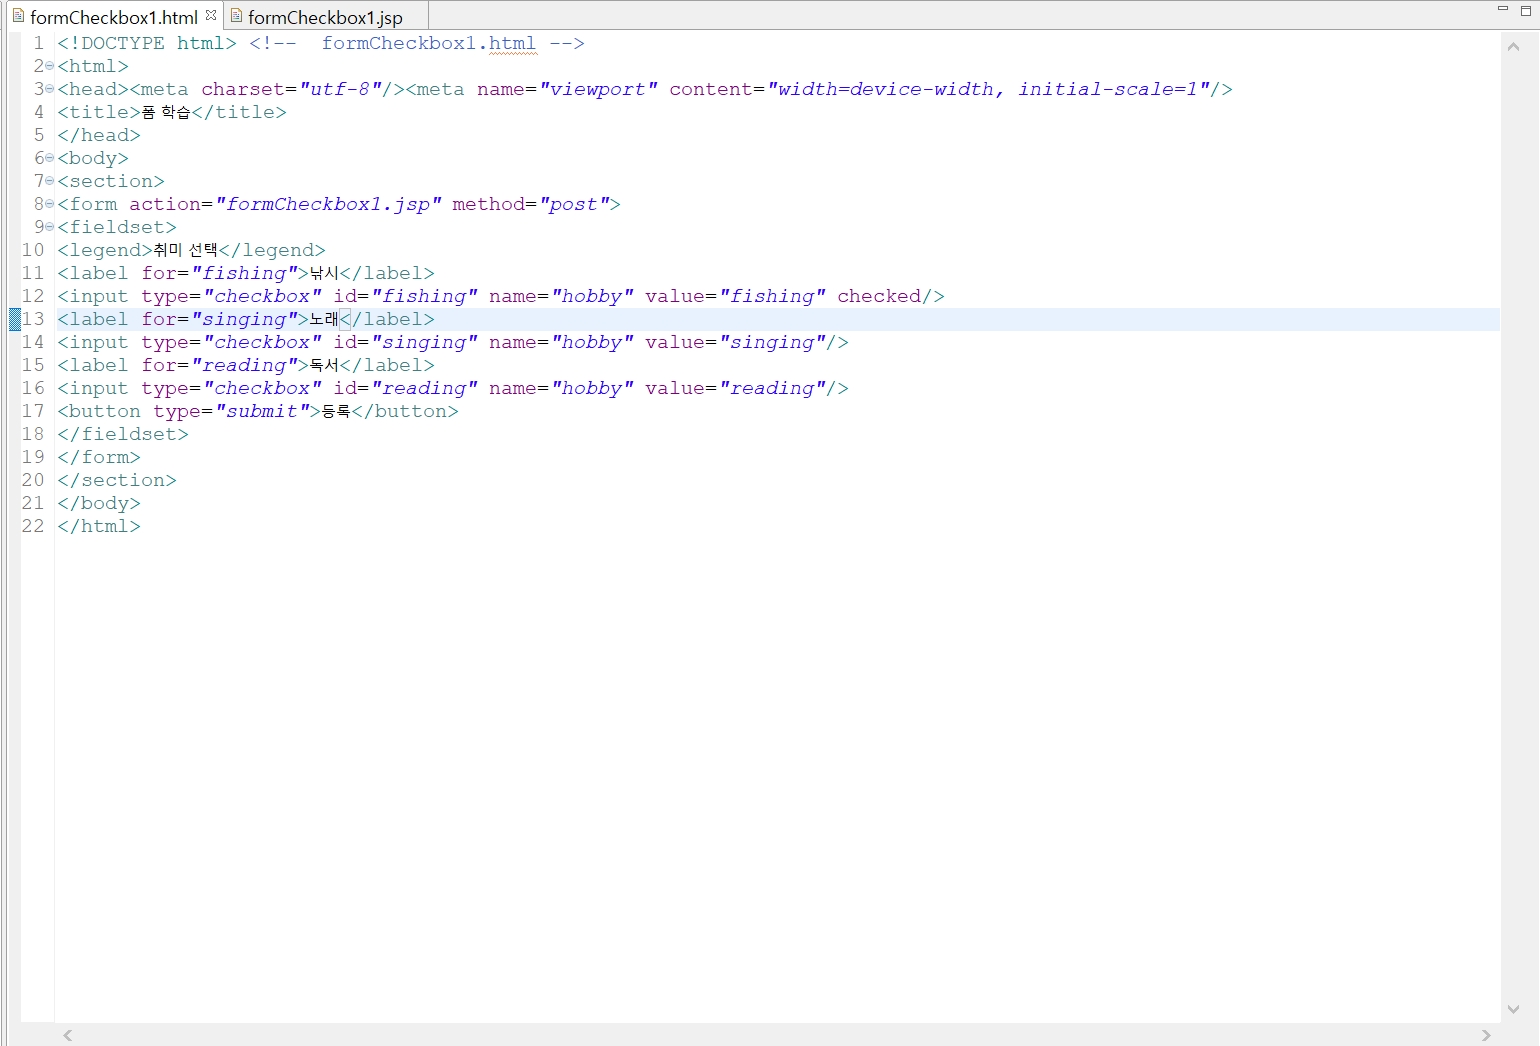 formCheckbox1.html formCheckbox1.jsp
1 <!DOCTYPE html> <!--  formCheckbox1.html -->
2 <html>
3 <head><meta charset="utf-8"/><meta name="viewport" content="width=device-width, initial-scale=1"/>
4 <title>폼 학습</title>
5 </head>
6 <body>
7 <section>
8 <form action="formCheckbox1.jsp" method="post">
9 <fieldset>
10 <legend>취미 선택</legend>
11 <label for="fishing">낚시</label>
12 <input type="checkbox" id="fishing" name="hobby" value="fishing" checked/>
13 <label for="singing">노래</label>
14 <input type="checkbox" id="singing" name="hobby" value="singing"/>
15 <label for="reading">독서</label>
16 <input type="checkbox" id="reading" name="hobby" value="reading"/>
17 <button type="submit">등록</button>
18 </fieldset>
19 </form>
20 </section>
21 </body>
22 </html>